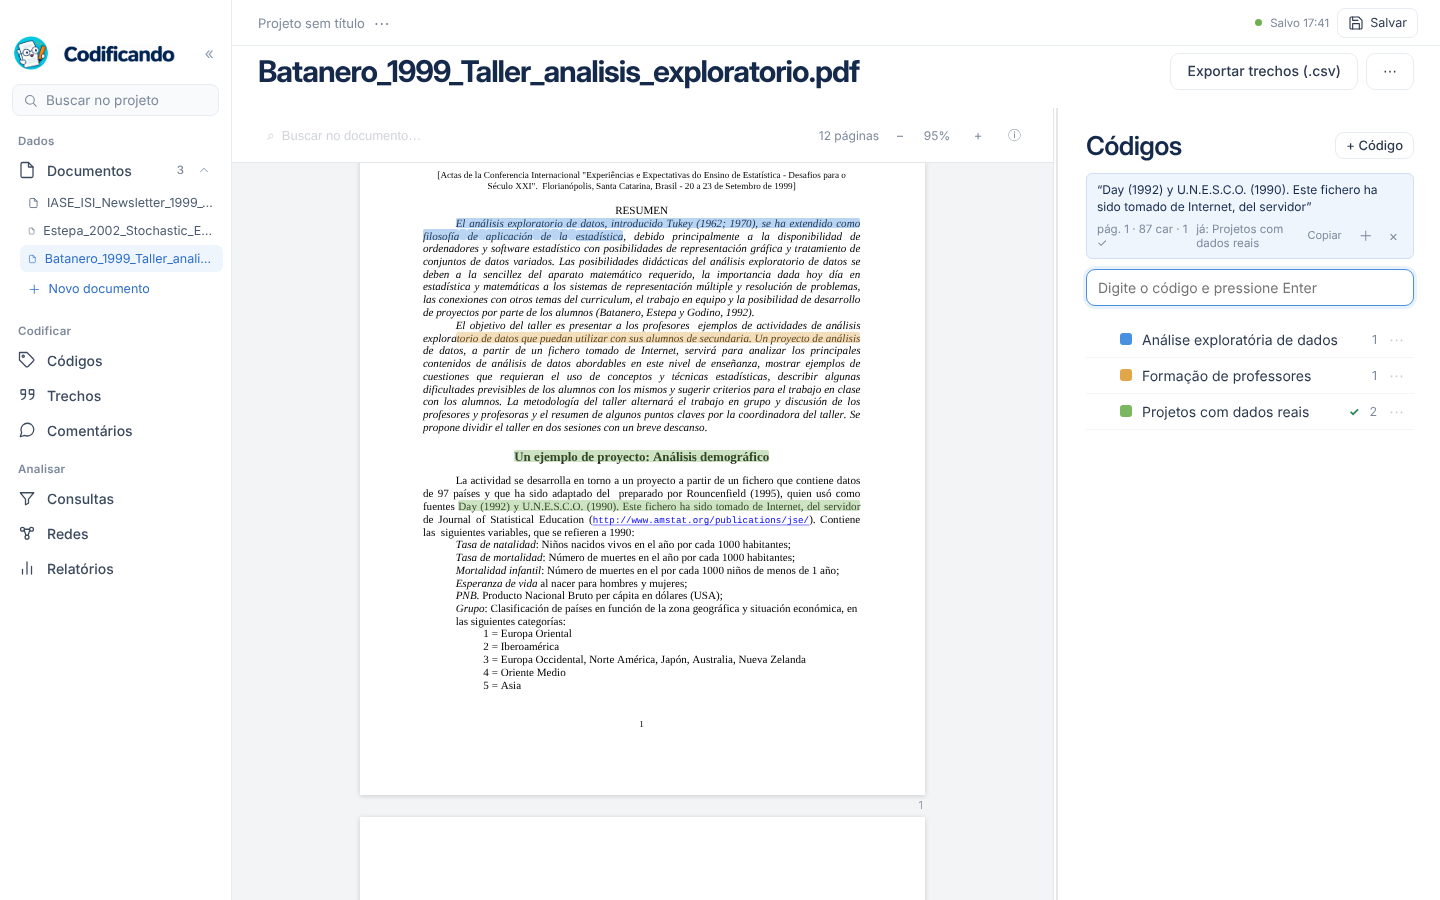 Codificando
«
Buscar no projeto
Dados
Documentos 3
IASE_ISI_Newsletter_1999_...
Estepa_2002_Stochastic_E...
Batanero_1999_Taller_anali...
+ Novo documento
Codificar
Códigos
Trechos
Comentários
Analisar
Consultas
Redes
Relatórios
Projeto sem título ···
Salvo 17:41
Salvar
Batanero_1999_Taller_analisis_exploratorio.pdf
Exportar trechos (.csv)
···
Buscar no documento...
12 páginas − 95% +
[Actas de la Conferencia Internacional "Experiências e Expectativas do Ensino de Estatística - Desafios para o
Século XXI". Florianópolis, Santa Catarina, Brasil - 20 a 23 de Setembro de 1999]
RESUMEN
El análisis exploratorio de datos, introducido Tukey (1962; 1970), se ha extendido como
filosofía de aplicación de la estadística, debido principalmente a la disponibilidad de
ordenadores y software estadístico con posibilidades de representación gráfica y tratamiento de
conjuntos de datos variados. Las posibilidades didácticas del análisis exploratorio de datos se
deben a la sencillez del aparato matemático requerido, la importancia dada hoy día en
estadística y matemáticas a los sistemas de representación múltiple y resolución de problemas,
las conexiones con otros temas del curriculum, el trabajo en equipo y la posibilidad de desarrollo
de proyectos por parte de los alumnos (Batanero, Estepa y Godino, 1992).
El objetivo del taller es presentar a los profesores ejemplos de actividades de análisis
exploratorio de datos que puedan utilizar con sus alumnos de secundaria. Un proyecto de análisis
de datos, a partir de un fichero tomado de Internet, servirá para analizar los principales
contenidos de análisis de datos abordables en este nivel de enseñanza, mostrar ejemplos de
cuestiones que requieran el uso de conceptos y técnicas estadísticas, describir algunas
dificultades previsibles de los alumnos con los mismos y sugerir criterios para el trabajo en clase
con los alumnos. La metodología del taller alternará el trabajo en grupo y discusión de los
profesores y profesoras y el resumen de algunos puntos claves por la coordinadora del taller. Se
propone dividir el taller en dos sesiones con un breve descanso.
Un ejemplo de proyecto: Análisis demográfico
La actividad se desarrolla en torno a un proyecto a partir de un fichero que contiene datos
de 97 países y que ha sido adaptado del preparado por Rouncenfield (1995), quien usó como
fuentes Day (1992) y U.N.E.S.C.O. (1990). Este fichero ha sido tomado de Internet, del servidor
de Journal of Statistical Education (http://www.amstat.org/publications/jse/). Contiene
las siguientes variables, que se refieren a 1990:
Tasa de natalidad: Niños nacidos vivos en el año por cada 1000 habitantes;
Tasa de mortalidad: Número de muertes en el año por cada 1000 habitantes;
Mortalidad infantil: Número de muertes en el por cada 1000 niños de menos de 1 año;
Esperanza de vida al nacer para hombres y mujeres;
PNB. Producto Nacional Bruto per cápita en dólares (USA);
Grupo: Clasificación de países en función de la zona geográfica y situación económica, en
las siguientes categorías:
1 = Europa Oriental
2 = Iberoamérica
3 = Europa Occidental, Norte América, Japón, Australia, Nueva Zelanda
4 = Oriente Medio
5 = Asia
1
1
Códigos
+ Código
“Day (1992) y U.N.E.S.C.O. (1990). Este fichero ha
sido tomado de Internet, del servidor”
pág. 1 · 87 car · 1 ✓ já: Projetos com dados reais Copiar + ×
Digite o código e pressione Enter
Análise exploratória de dados 1 ···
Formação de professores 1 ···
Projetos com dados reais ✓ 2 ···